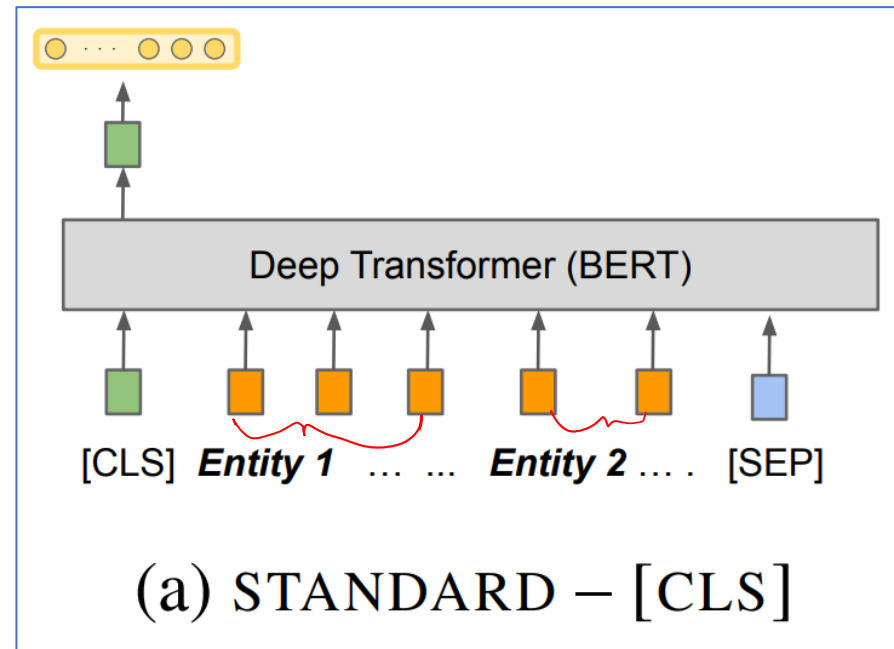 . . .
Deep Transformer (BERT)
[CLS] Entity 1 … ... Entity 2 … . [SEP]
(a) STANDARD – [CLS]